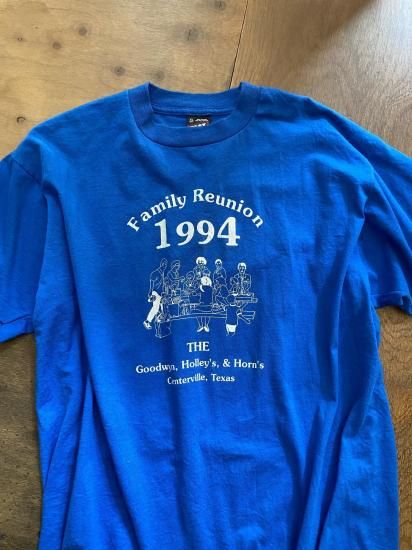 Family Reunion
1994
THE
Goodwyn, Holley's, & Horn's
Centerville, Texas